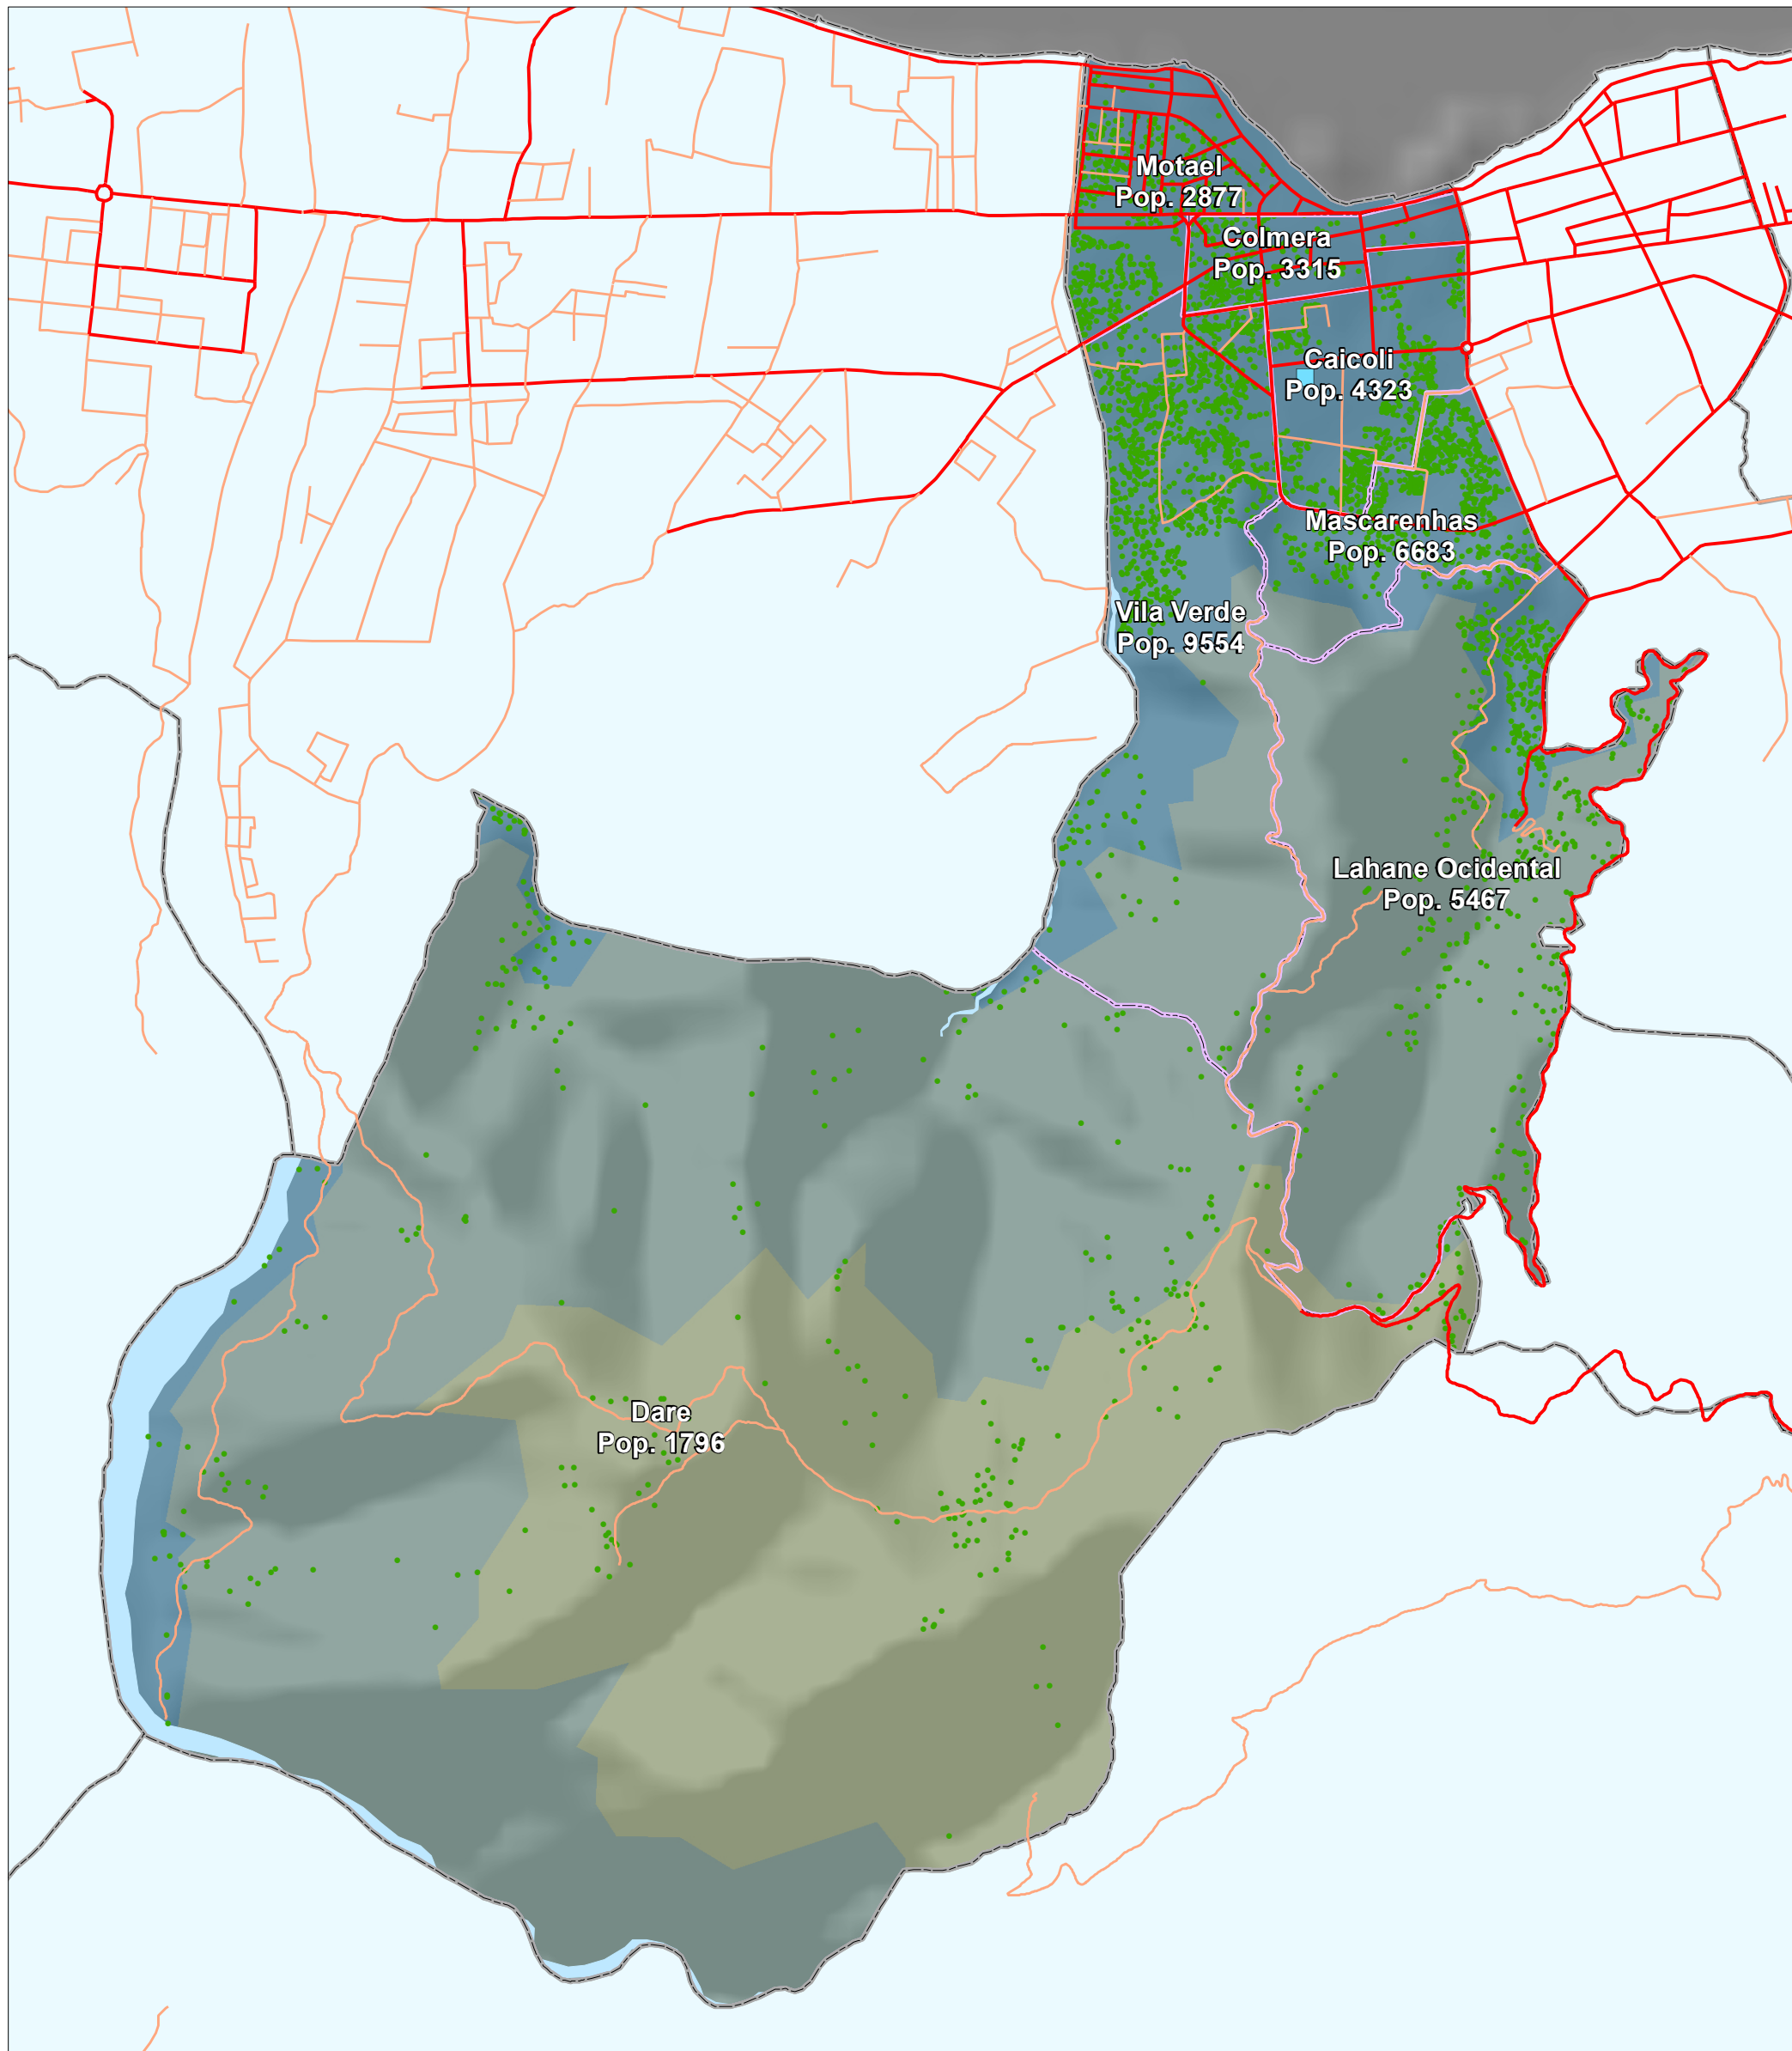 Motael
Pop. 2877
Colmera
Pop. 3315
Caicoli
Pop. 4323
Mascarenhas
Pop. 6683
Vila Verde
Pop. 9554
Lahane Ocidental
Pop. 5467
Dare
Pop. 1796